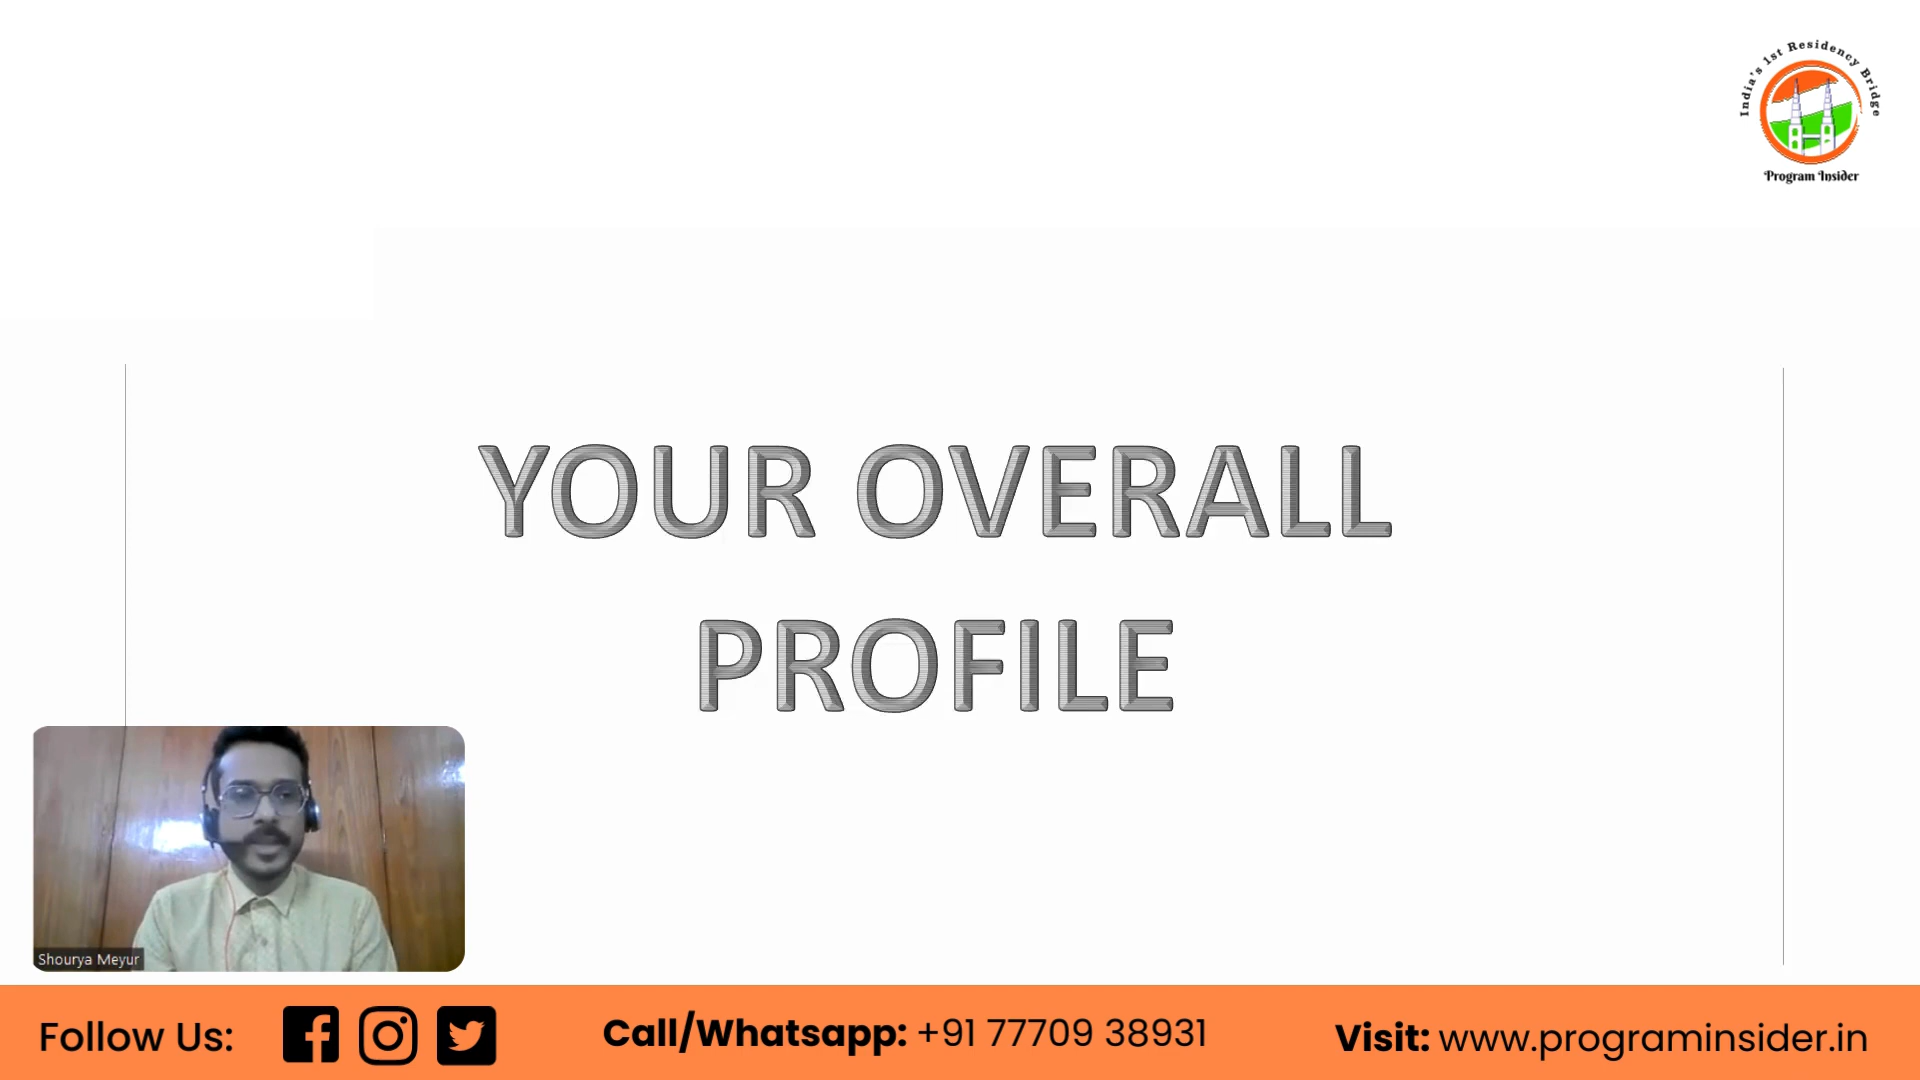 India's 1st Residency Bridge
Program Insider
YOUR OVERALL
PROFILE
Shourya Meyur
Follow Us:
Call/Whatsapp: +91 77709 38931
Visit: www.programinsider.in